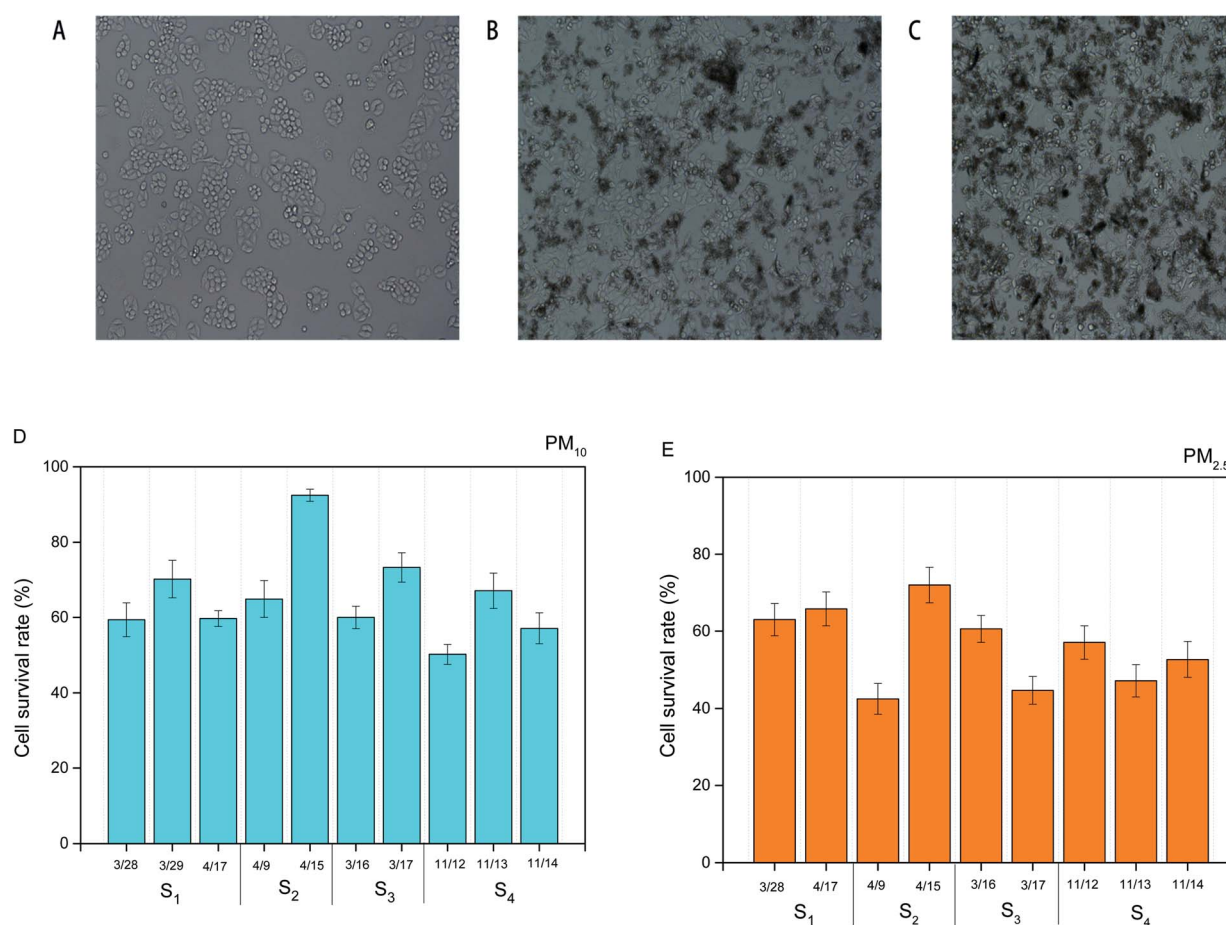 A
B
C
D
PM₁₀
Cell survival rate (%)
100
80
60
40
20
0
3/28 3/29 4/17 4/9 4/15 3/16 3/17 11/12 11/13 11/14
S₁ S₂ S₃ S₄
E
PM₂.₅
Cell survival rate (%)
100
80
60
40
20
0
3/28 4/17 4/9 4/15 3/16 3/17 11/12 11/13 11/14
S₁ S₂ S₃ S₄